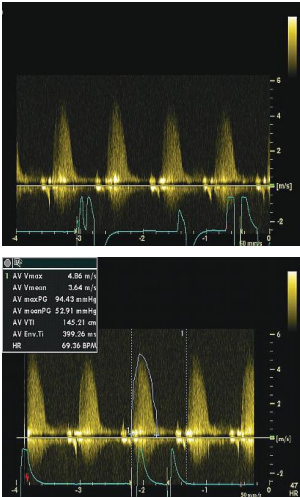 6
4
2
[m/s]
-2
-4
-3
-2
-1
0
50 mm/s
1 AV Vmax 4.86 m/s
AV Vmean 3.64 m/s
AV maxPG 94.43 mmHg
AV meanPG 52.91 mmHg
AV VTI 145.21 cm
AV Env.Ti 399.26 ms
HR 69.36 BPM
1
6
4
2
[m/s]
-2
-4
-3
-2
-1
0
50 mm/s
47
HR